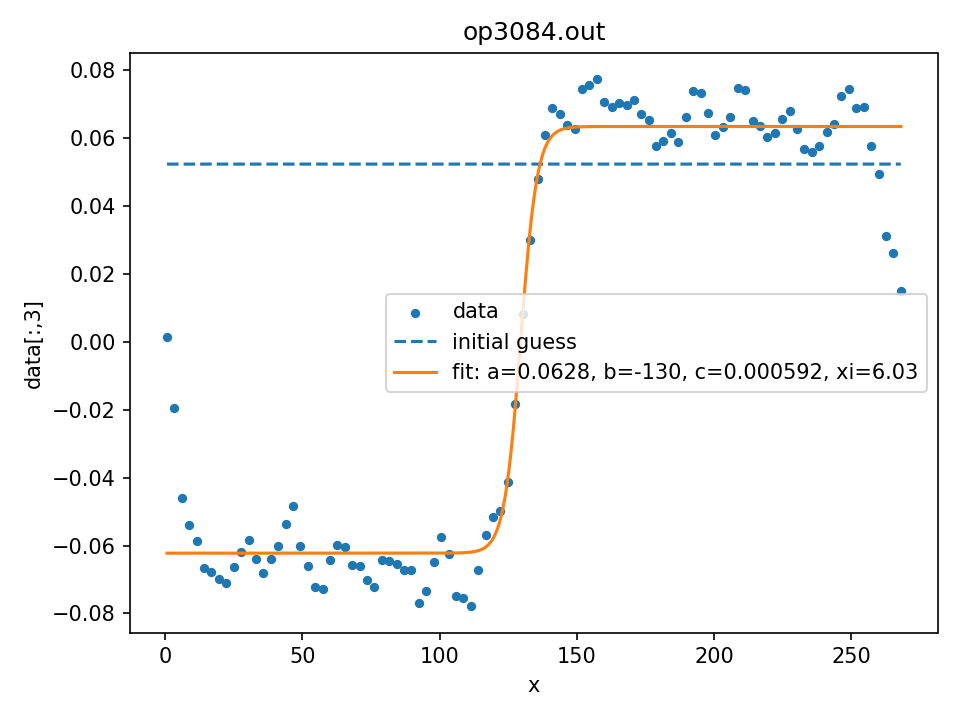 op3084.out
data[:,3]
0.08
0.06
0.04
0.02
0.00
−0.02
−0.04
−0.06
−0.08
data
initial guess
fit: a=0.0628, b=-130, c=0.000592, xi=6.03
0 50 100 150 200 250
x